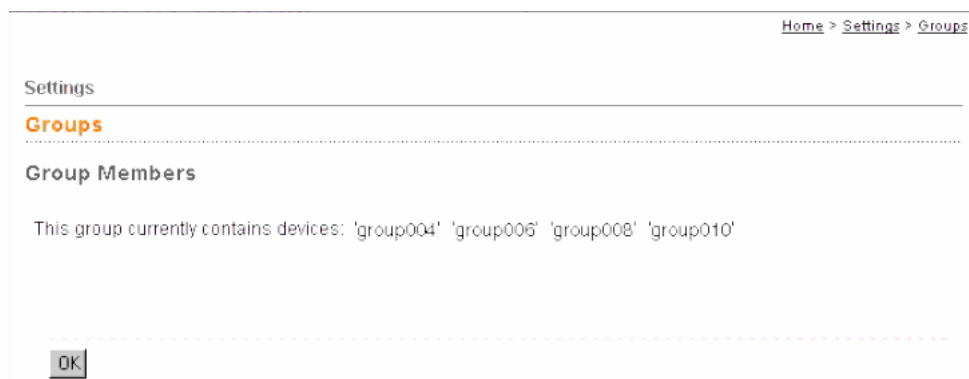 Home > Settings > Groups
Settings
Groups
Group Members
This group currently contains devices: 'group004' 'group006' 'group008' 'group010'
OK